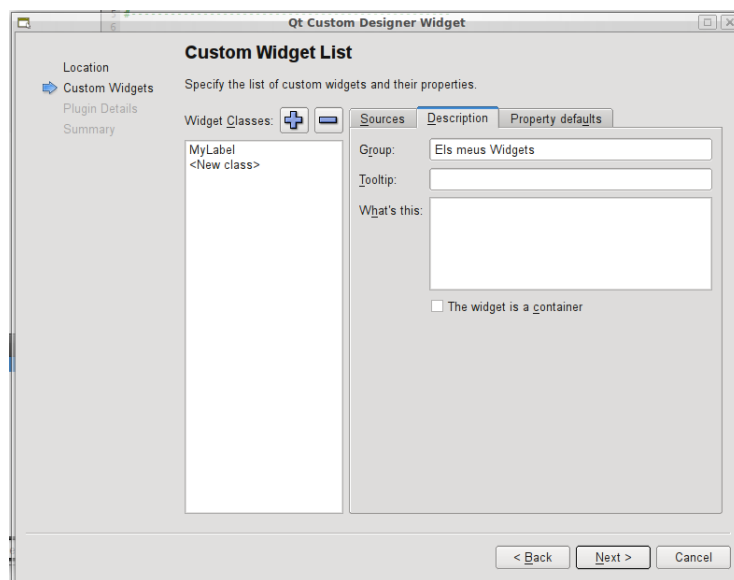 5
6
Qt Custom Designer Widget
Location
Custom Widgets
Plugin Details
Summary
Custom Widget List
Specify the list of custom widgets and their properties.
Widget Classes:
MyLabel
<New class>
Sources Description Property defaults
Group: Els meus Widgets
Tooltip:
What's this:
The widget is a container
< Back Next > Cancel